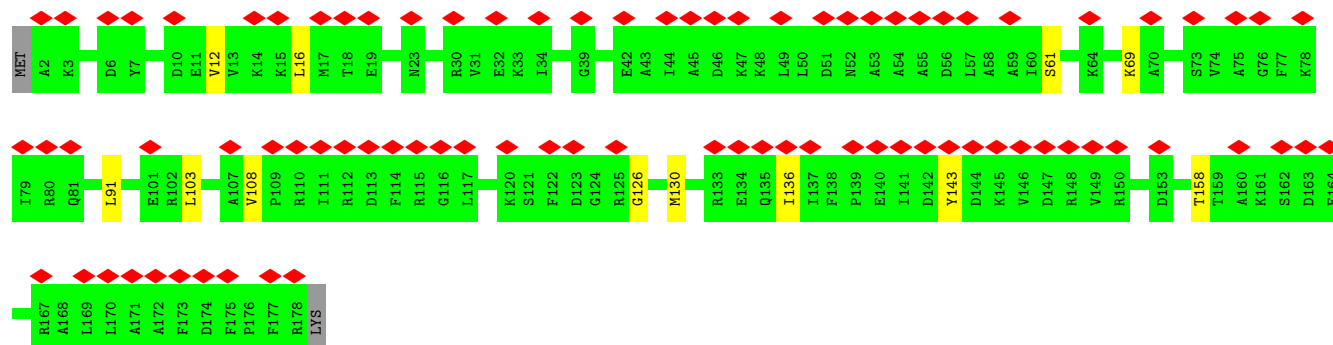 MET A2 K3 D6 Y7 D10 E11 V12 V13 K14 K15 L16 M17 T18 E19 N23 R30 V31 E32 K33 I34 G39 E42 A43 I44 A45 D46 K47 K48 L49 L50 D51 N52 A53 A54 A55 D56 L57 A58 A59 I60 S61 K64 K69 A70 S73 V74 A75 G76 F77 K78
I79 R80 Q81 L91 E101 R102 L103 A107 V108 P109 R110 I111 R112 D113 F114 R115 G116 L117 K120 S121 F122 D123 G124 R125 G126 M130 R133 E134 Q135 I136 I137 F138 P139 E140 I141 D142 Y143 D144 K145 V146 D147 R148 V149 R150 D153 T158 T159 A160 K161 S162 D163
R167 A168 L169 L170 A171 A172 F173 D174 F175 P176 F177 R178 LYS